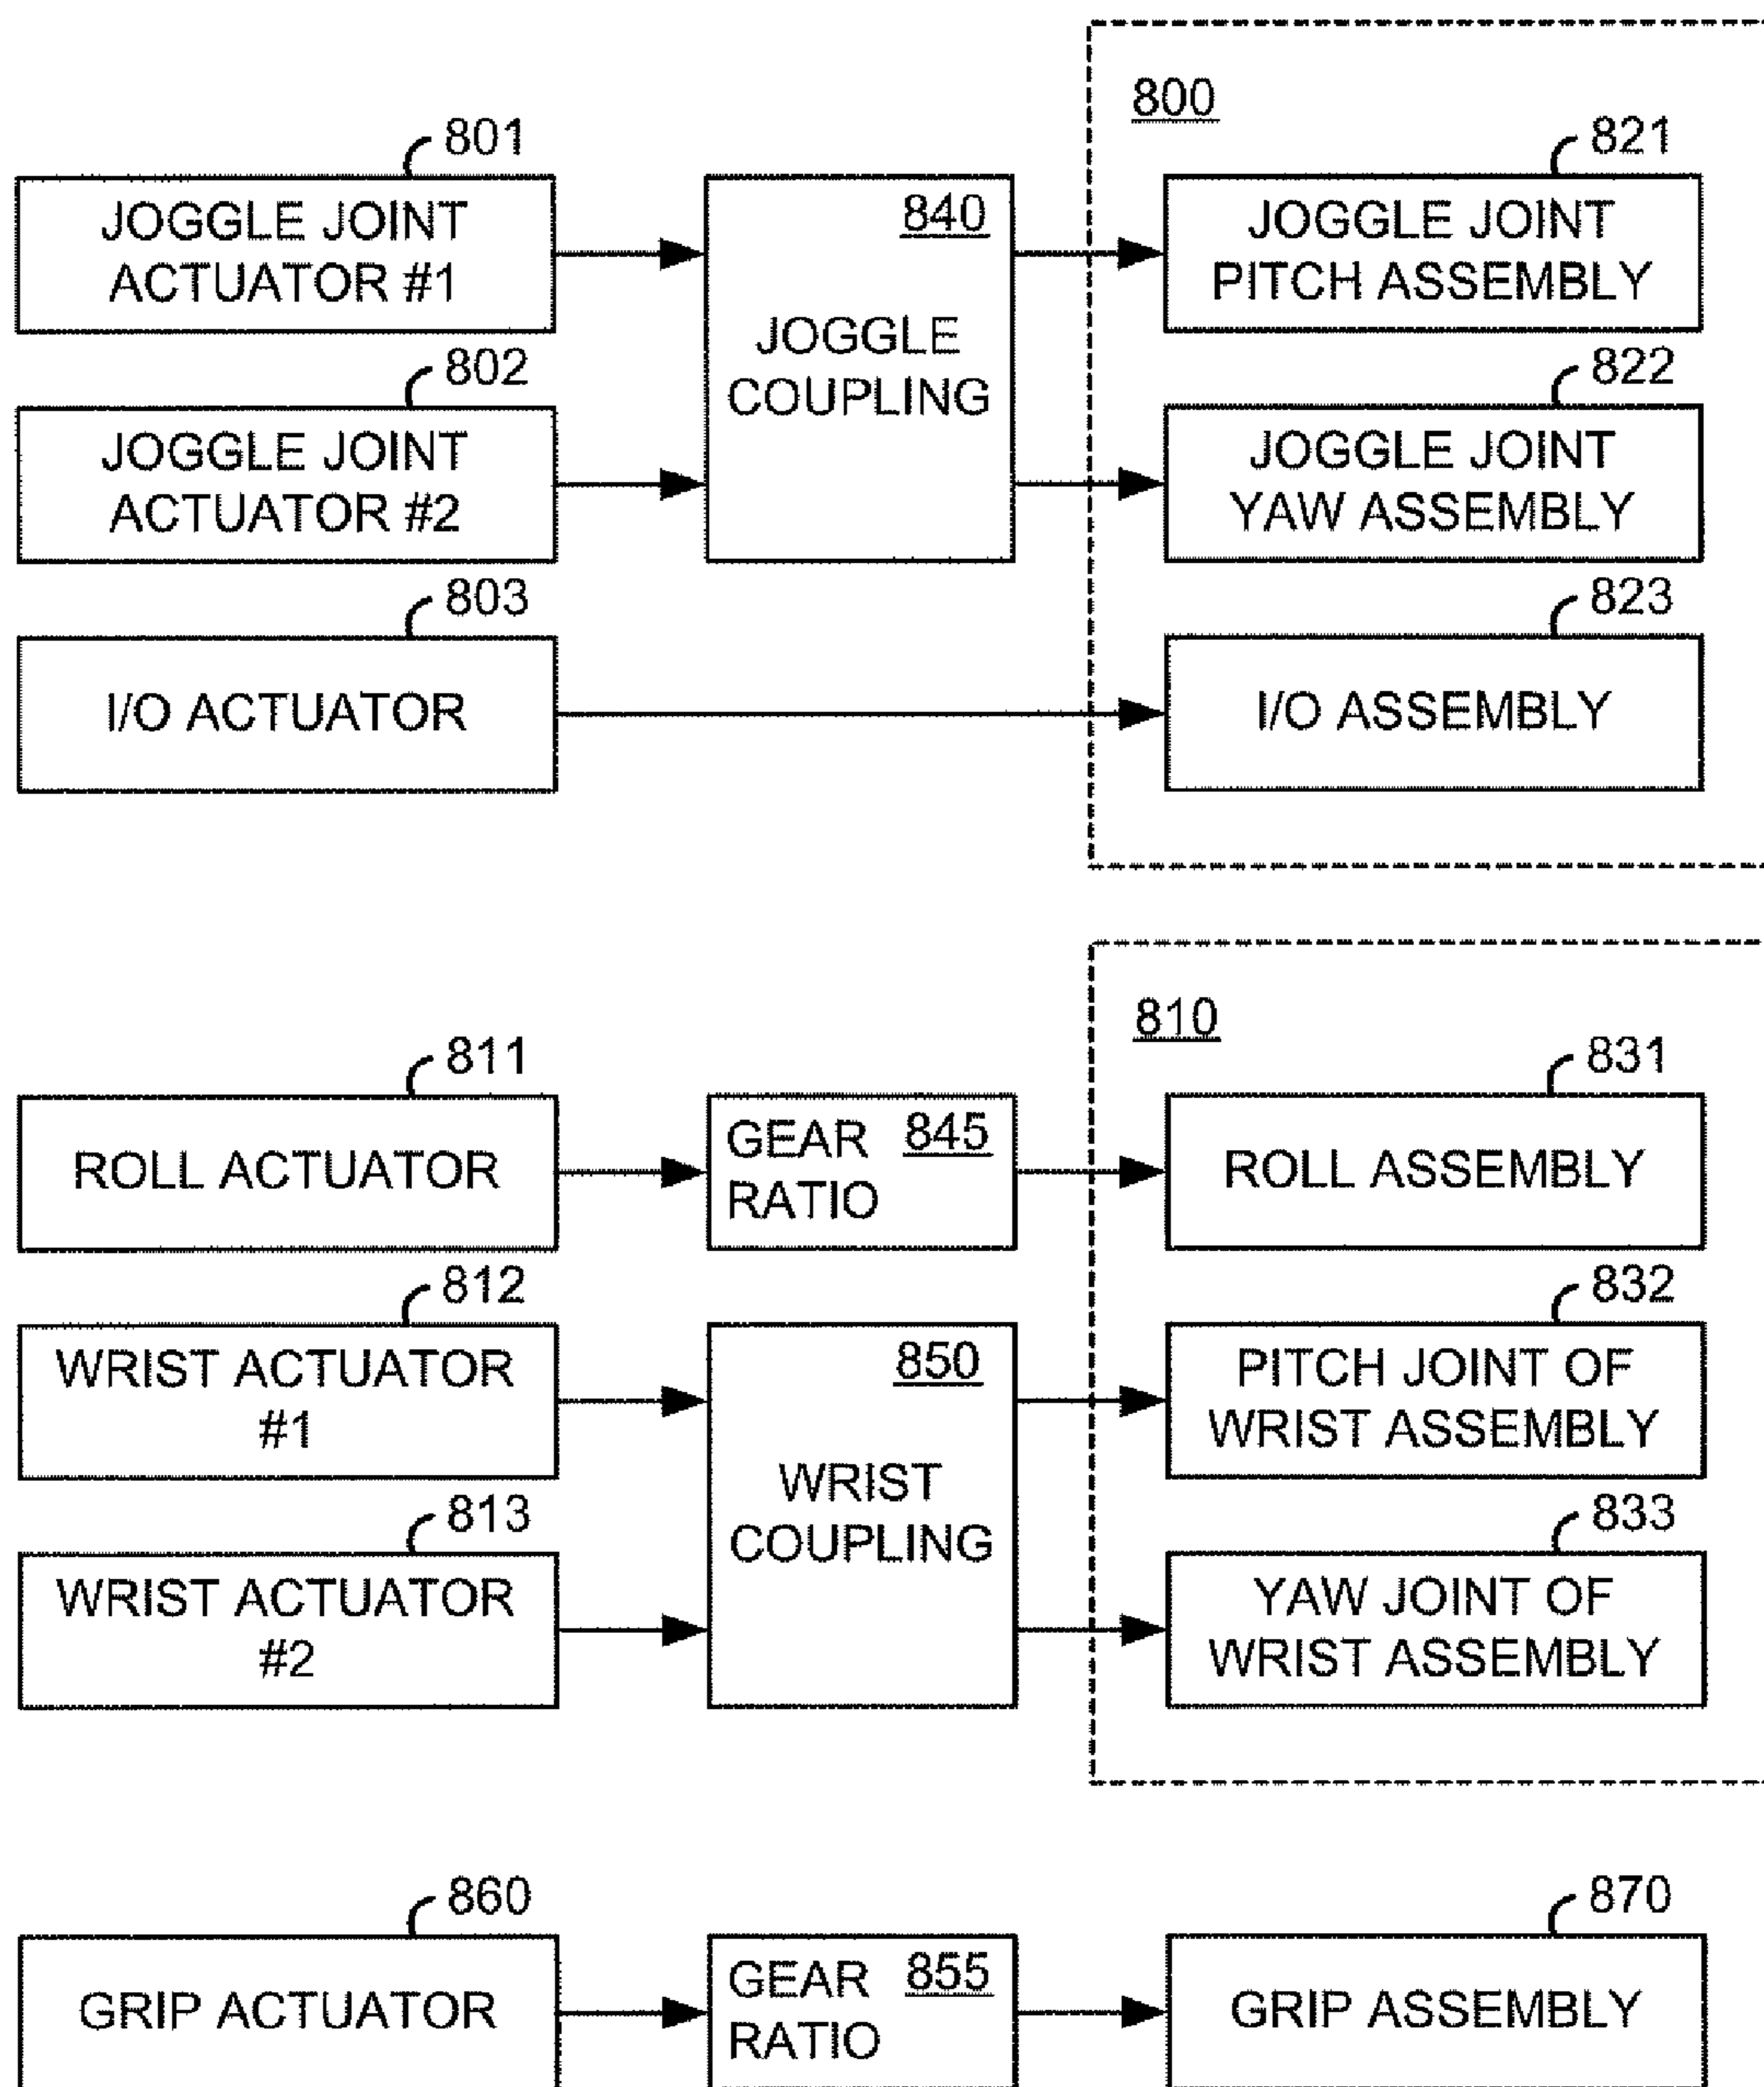 800
801
821
JOGGLE JOINT
ACTUATOR #1
840
JOGGLE
COUPLING
JOGGLE JOINT
PITCH ASSEMBLY
802
822
JOGGLE JOINT
ACTUATOR #2
JOGGLE JOINT
YAW ASSEMBLY
803
823
I/O ACTUATOR
I/O ASSEMBLY
810
811
831
ROLL ACTUATOR
GEAR 845
RATIO
ROLL ASSEMBLY
812
832
WRIST ACTUATOR
#1
850
WRIST
COUPLING
PITCH JOINT OF
WRIST ASSEMBLY
813
833
WRIST ACTUATOR
#2
YAW JOINT OF
WRIST ASSEMBLY
860
870
GRIP ACTUATOR
GEAR 855
RATIO
GRIP ASSEMBLY